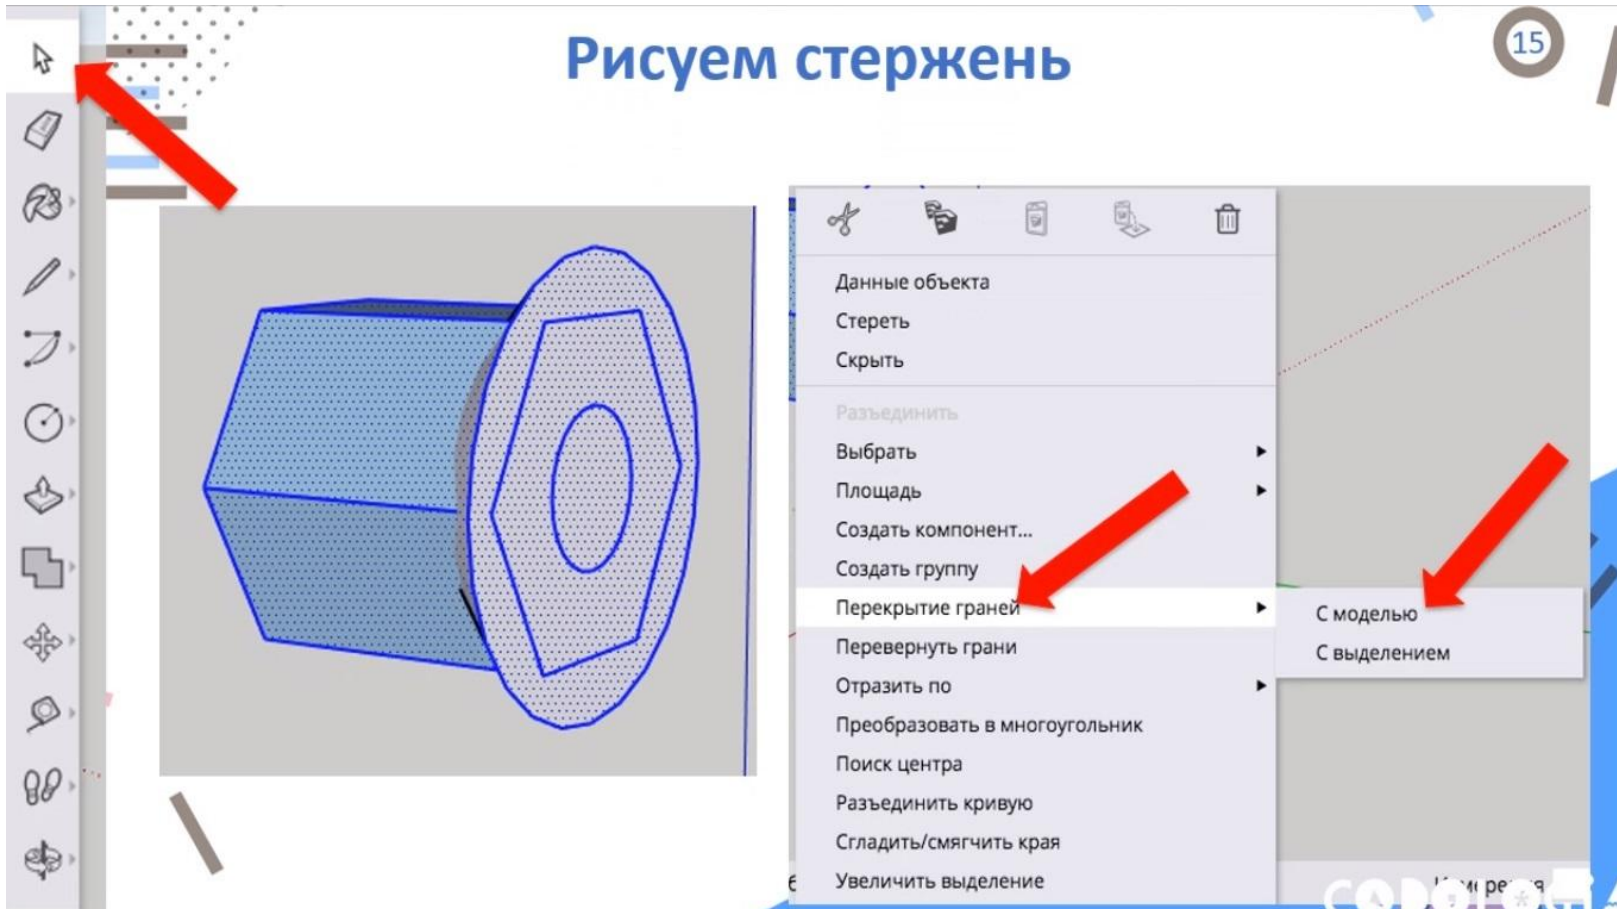 Рисуем стержень
15
Данные объекта
Стереть
Скрыть
Разъединить
Выбрать
Площадь
Создать компонент...
Создать группу
Перекрытие граней
С моделью
Перевернуть грани
С выделением
Отразить по
Преобразовать в многоугольник
Поиск центра
Разъединить кривую
Сгладить/смягчить края
Увеличить выделение